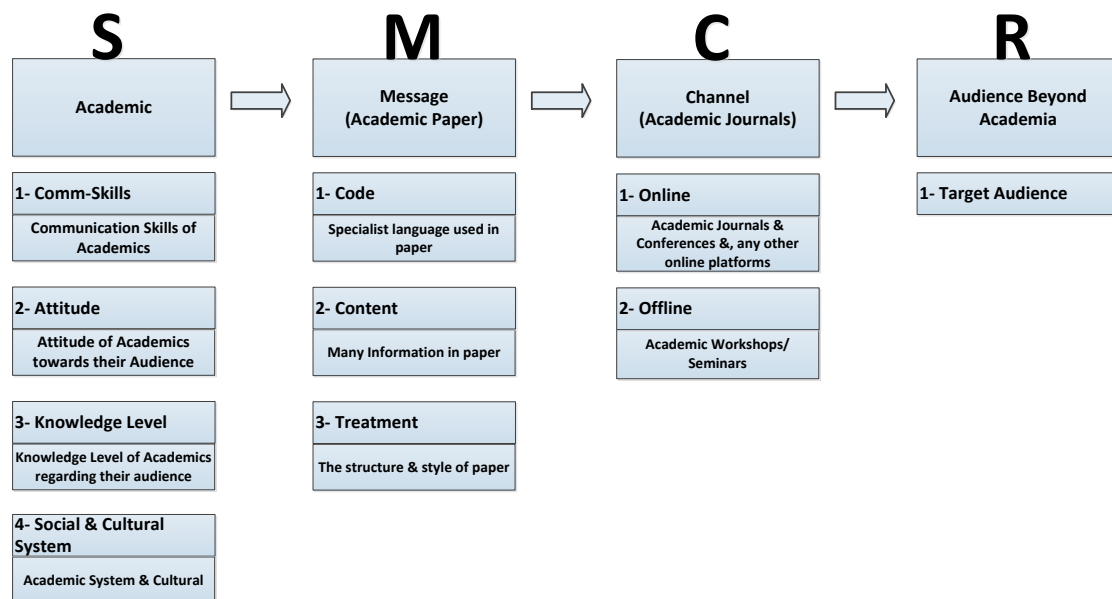 S
Academic
1- Comm-Skills
Communication Skills of
Academics
2- Attitude
Attitude of Academics
towards their Audience
3- Knowledge Level
Knowledge Level of Academics
regarding their audience
4- Social & Cultural
System
Academic System & Cultural
M
Message
(Academic Paper)
1- Code
Specialist language used in
paper
2- Content
Many Information in paper
3- Treatment
The structure & style of paper
C
Channel
(Academic Journals)
1- Online
Academic Journals &
Conferences &, any other
online platforms
2- Offline
Academic Workshops/
Seminars
R
Audience Beyond
Academia
1- Target Audience